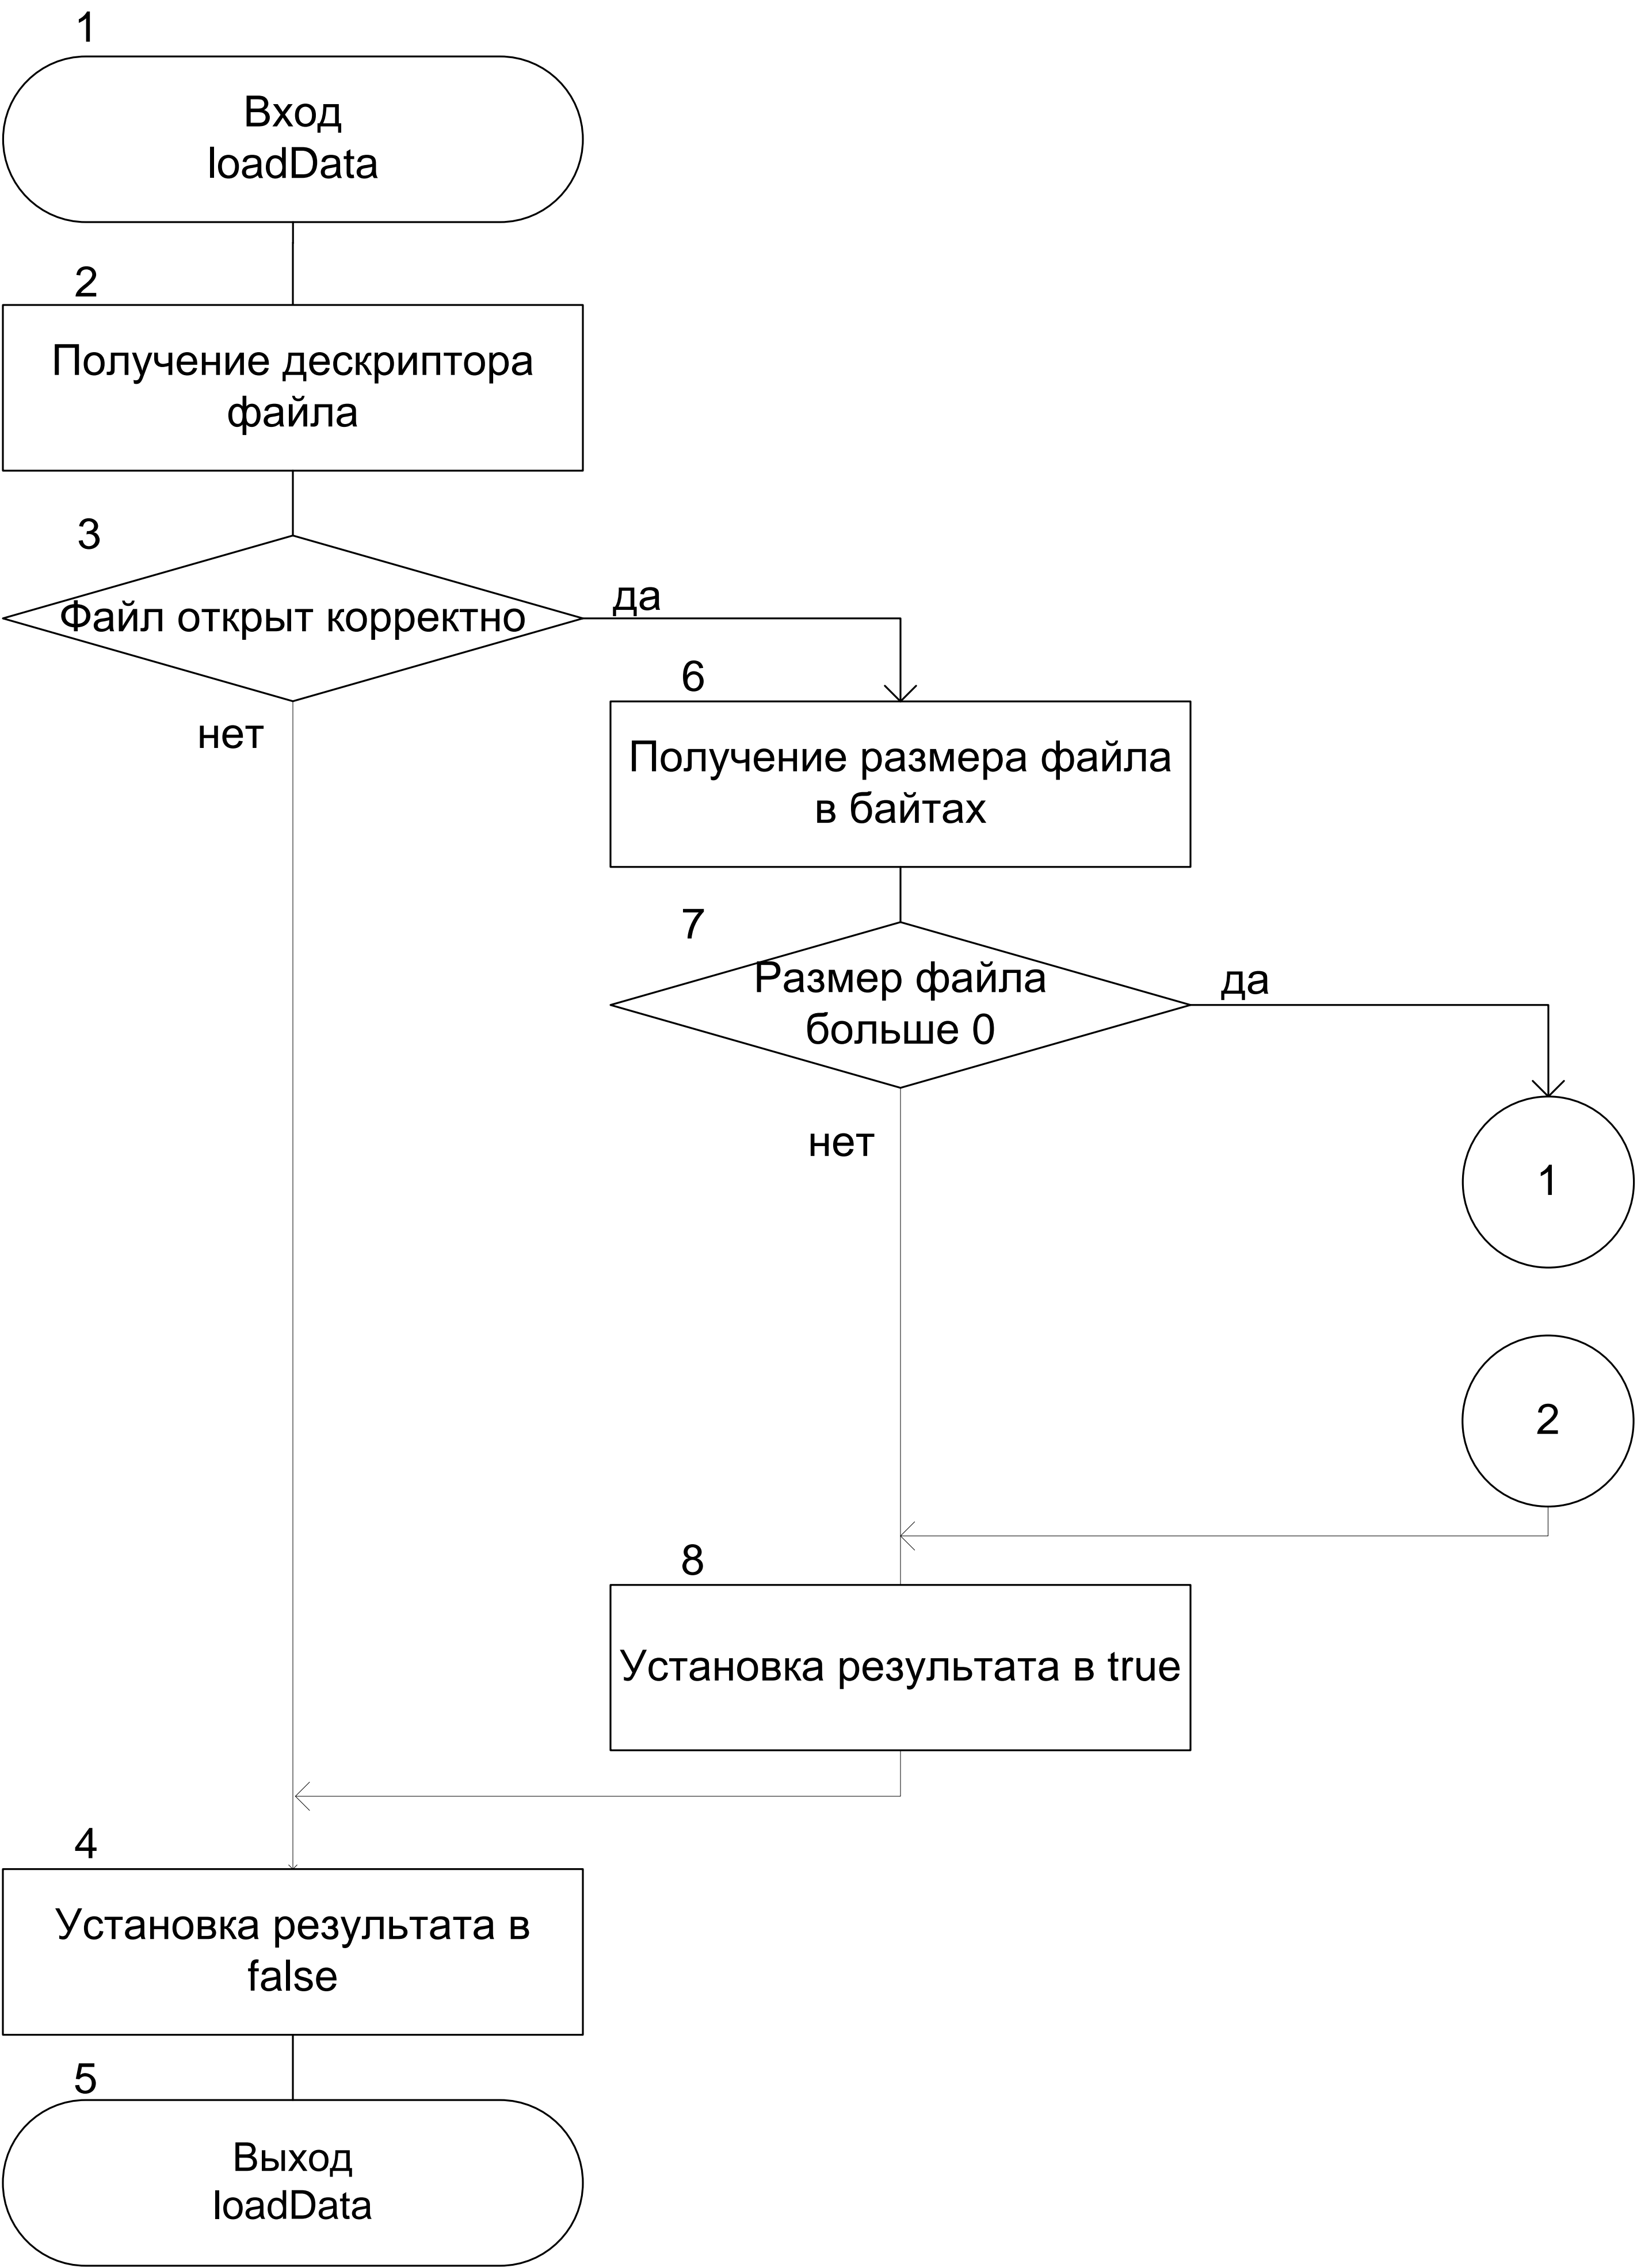 1
Вход
loadData
2
Получение дескриптора
файла
3
Файл открыт корректно
да
нет
6
Получение размера файла
в байтах
7
Размер файла
больше 0
да
нет
1
2
8
Установка результата в true
4
Установка результата в
false
5
Выход
loadData